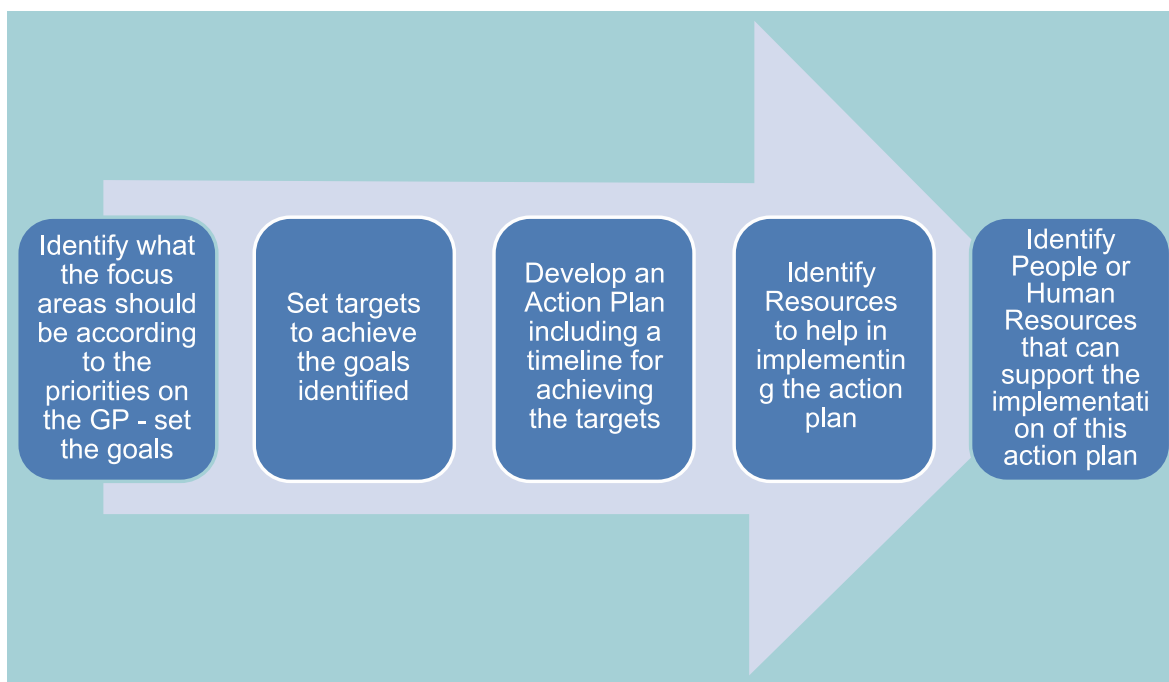 Identify what
the focus
areas should
be according
to the
priorities on
the GP - set
the goals
Set targets
to achieve
the goals
identified
Develop an
Action Plan
including a
timeline for
achieving
the targets
Identify
Resources
to help in
implementin
g the action
plan
Identify
People or
Human
Resources
that can
support the
implementati
on of this
action plan